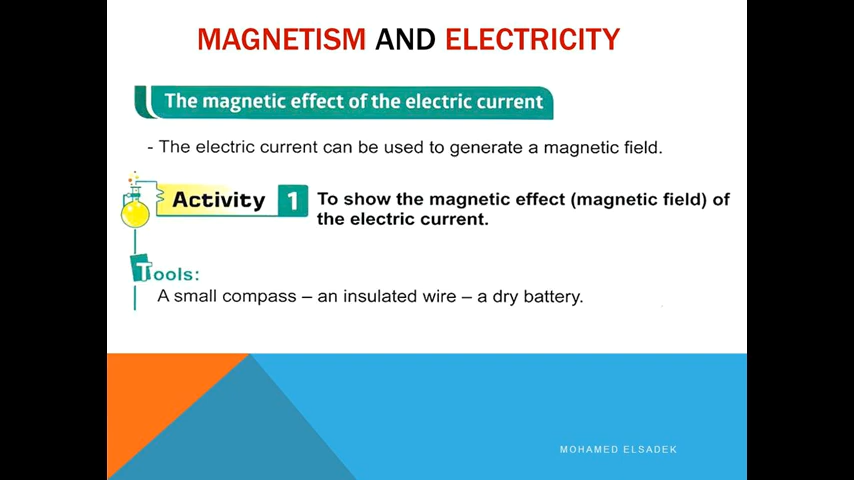 MAGNETISM AND ELECTRICITY
The magnetic effect of the electric current
- The electric current can be used to generate a magnetic field.
Activity 1 To show the magnetic effect (magnetic field) of
the electric current.
Tools:
A small compass – an insulated wire – a dry battery.
MOHAMED ELSADEK